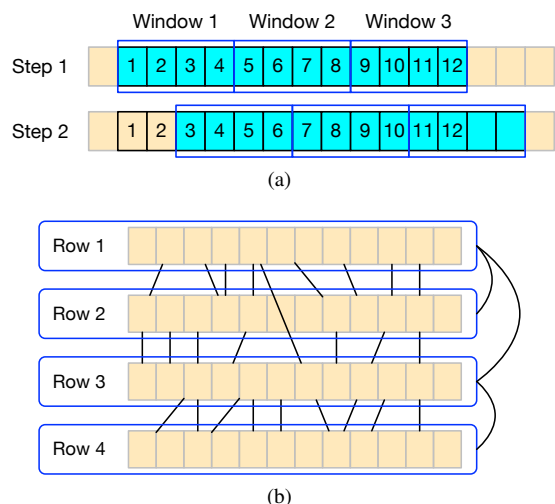 Window 1 Window 2 Window 3
Step 1 1 2 3 4 5 6 7 8 9 10 11 12
Step 2 1 2 3 4 5 6 7 8 9 10 11 12
(a)
Row 1
Row 2
Row 3
Row 4
(b)